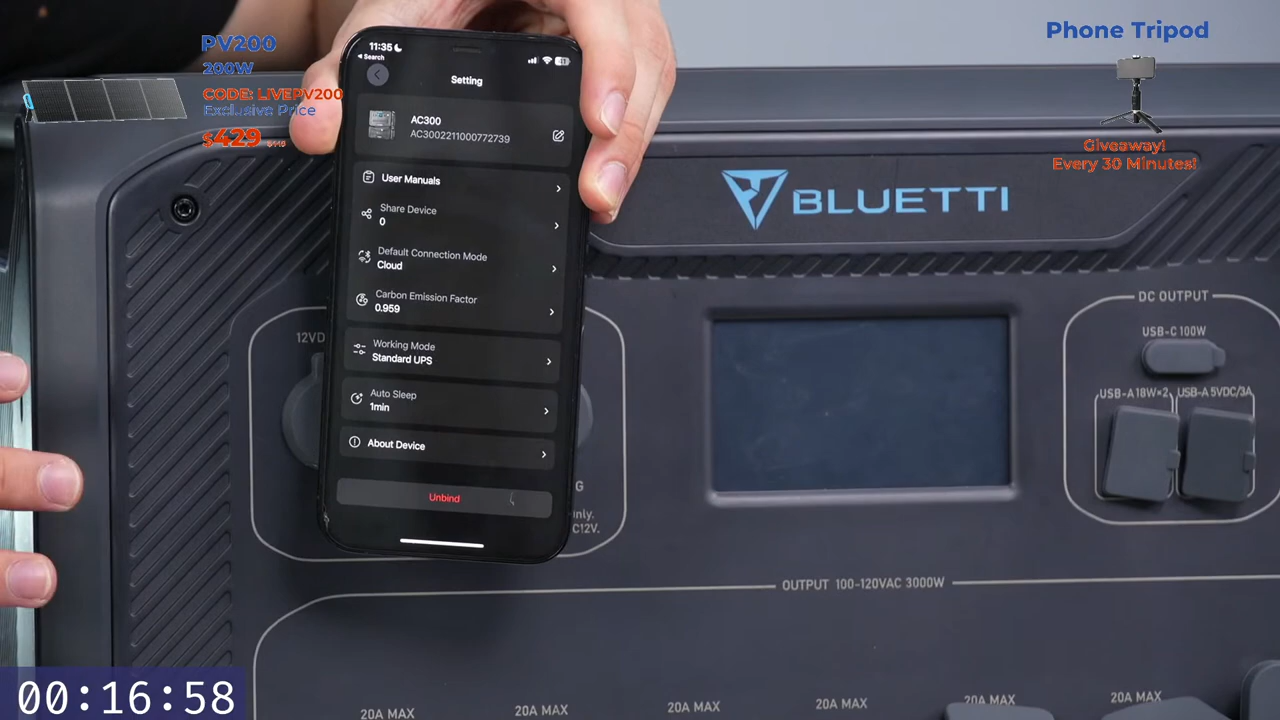 PV200
200W
CODE: LIVEPV200
Exclusive Price
$429
Phone Tripod
Giveaway!
Every 30 Minutes!
11:35
Search
Setting
AC300
AC3002211000772739
User Manuals
Share Device
0
Default Connection Mode
Cloud
Carbon Emission Factor
0.959
Working Mode
Standard UPS
Auto Sleep
1min
About Device
Unbind
BLUETTI
12VD
G
nly.
C12V.
DC OUTPUT
USB-C 100W
USB-A 18W×2
USB-A 5VDC/3A
OUTPUT 100-120VAC 3000W
20A MAX
20A MAX
20A MAX
20A MAX
20A MAX
20A MAX
00:16:58